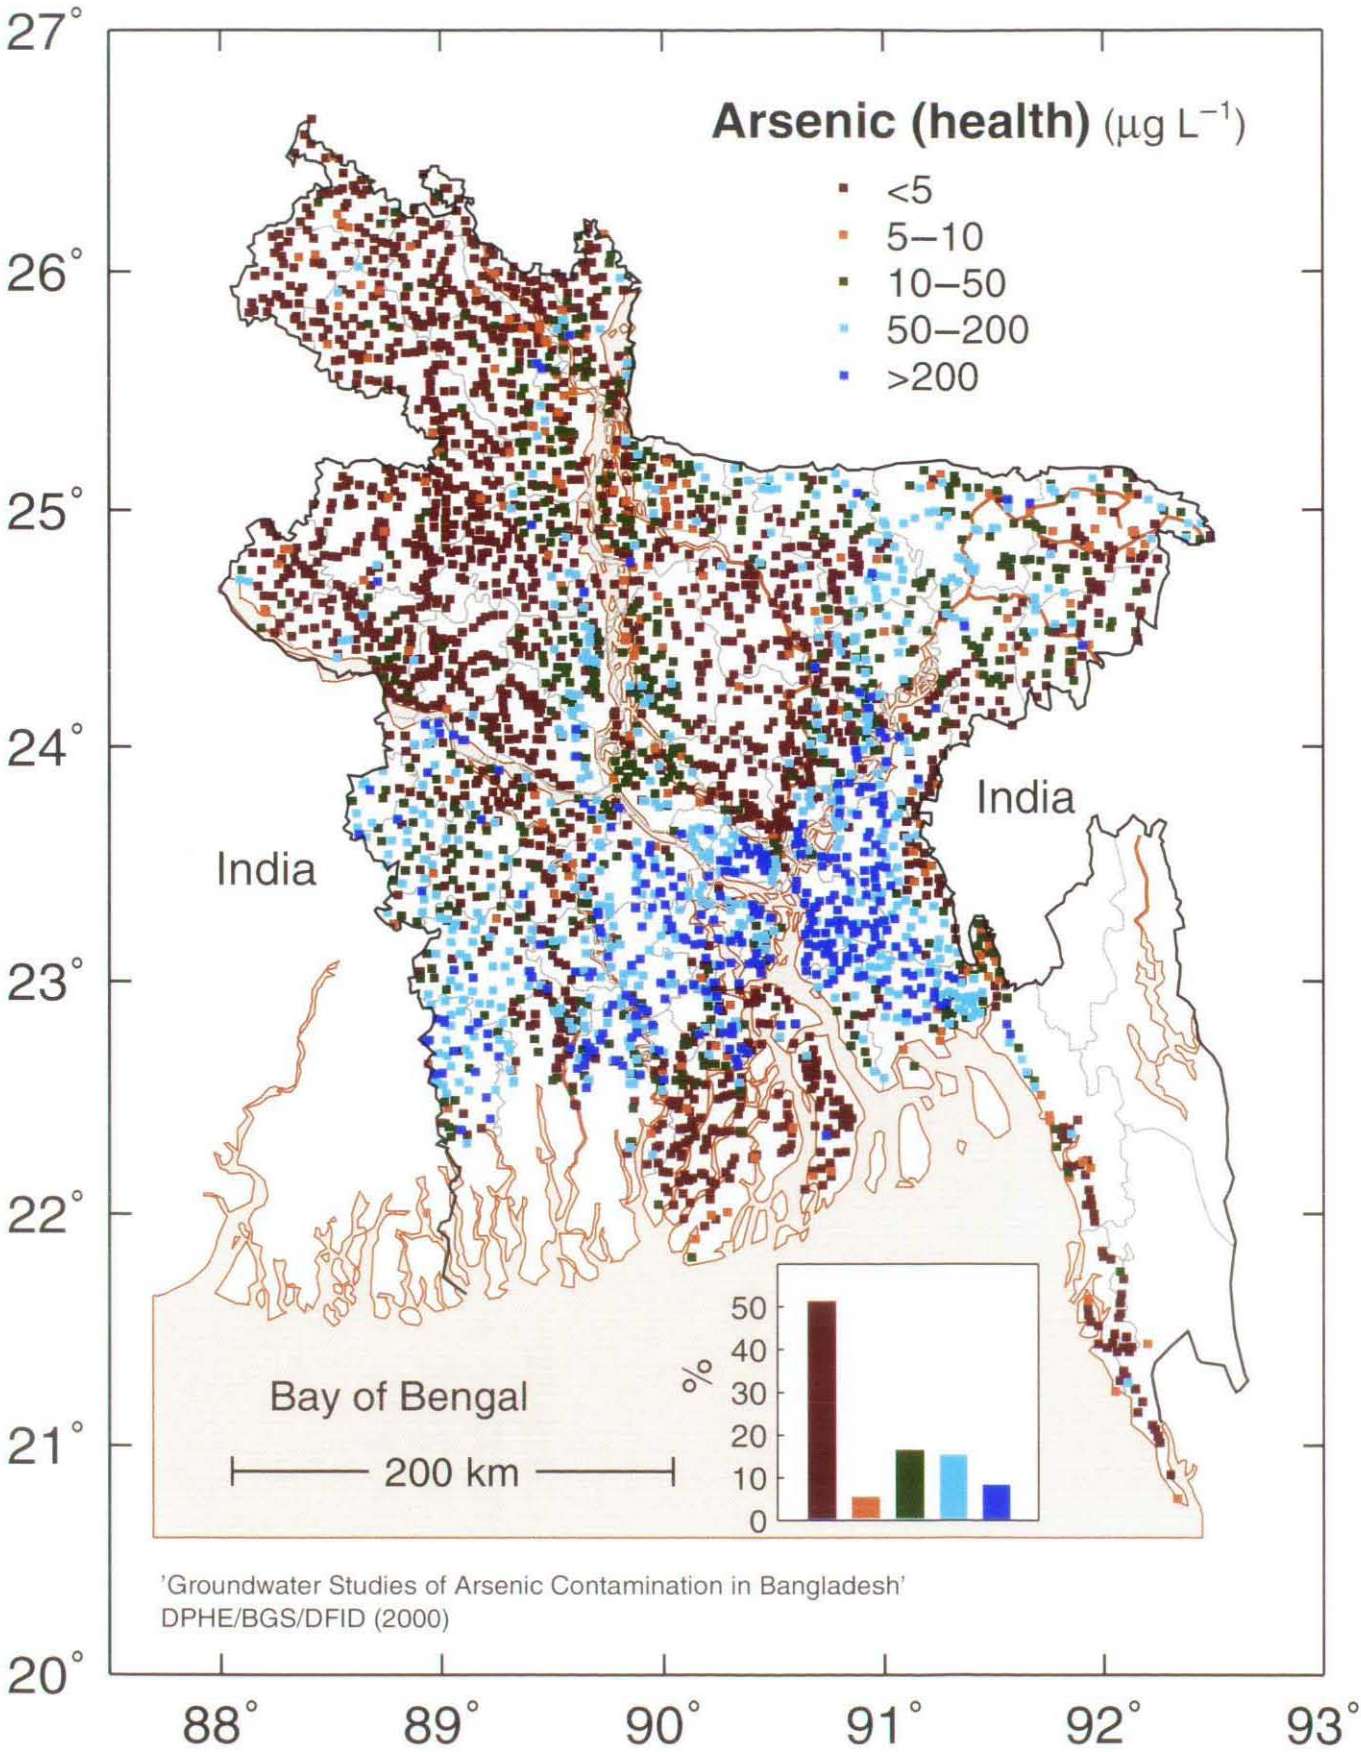 27°
Arsenic (health) (μg L⁻¹)
<5
5–10
26°
10–50
50–200
>200
25°
24°
India
India
23°
22°
50
40
%
30
Bay of Bengal
20
21°
200 km
10
0
'Groundwater Studies of Arsenic Contamination in Bangladesh'
DPHE/BGS/DFID (2000)
20°
88° 89° 90° 91° 92° 93°